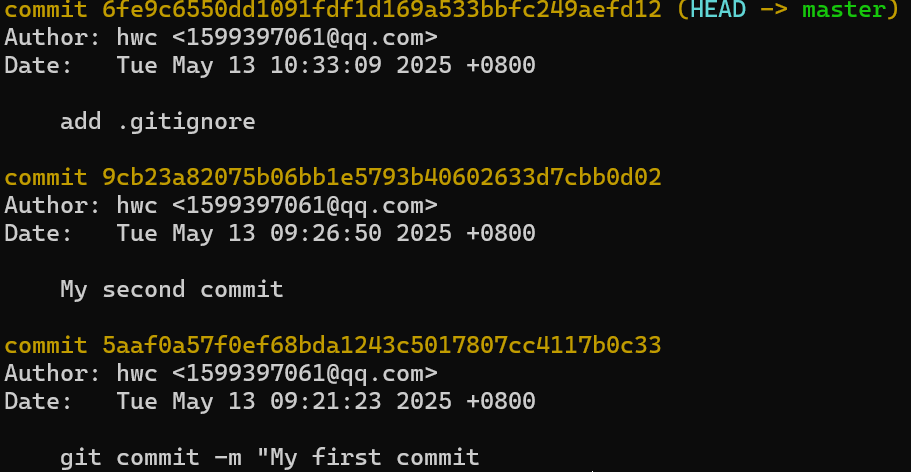 commit 6fe9c6550dd1091fdf1d169a533bbfc249aefd12 (HEAD -> master)
Author: hwc <1599397061@qq.com>
Date:   Tue May 13 10:33:09 2025 +0800
add .gitignore
commit 9cb23a82075b06bb1e5793b40602633d7cbb0d02
Author: hwc <1599397061@qq.com>
Date:   Tue May 13 09:26:50 2025 +0800
My second commit
commit 5aaf0a57f0ef68bda1243c5017807cc4117b0c33
Author: hwc <1599397061@qq.com>
Date:   Tue May 13 09:21:23 2025 +0800
git commit -m "My first commit